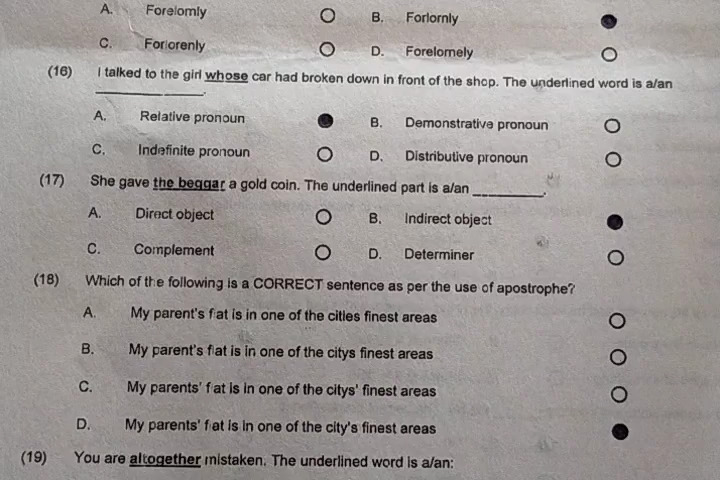 A. Forelornly B. Forlornly
C. Forlorenly D. Forelornely
(16) I talked to the girl whose car had broken down in front of the shop. The underlined word is a/an
____________.
A. Relative pronoun B. Demonstrative pronoun
C. Indefinite pronoun D. Distributive pronoun
(17) She gave the beggar a gold coin. The underlined part is a/an ________.
A. Direct object B. Indirect object
C. Complement D. Determiner
(18) Which of the following is a CORRECT sentence as per the use of apostrophe?
A. My parent's flat is in one of the cities finest areas
B. My parent's flat is in one of the citys finest areas
C. My parents' flat is in one of the citys' finest areas
D. My parents' flat is in one of the city's finest areas
(19) You are altogether mistaken. The underlined word is a/an: